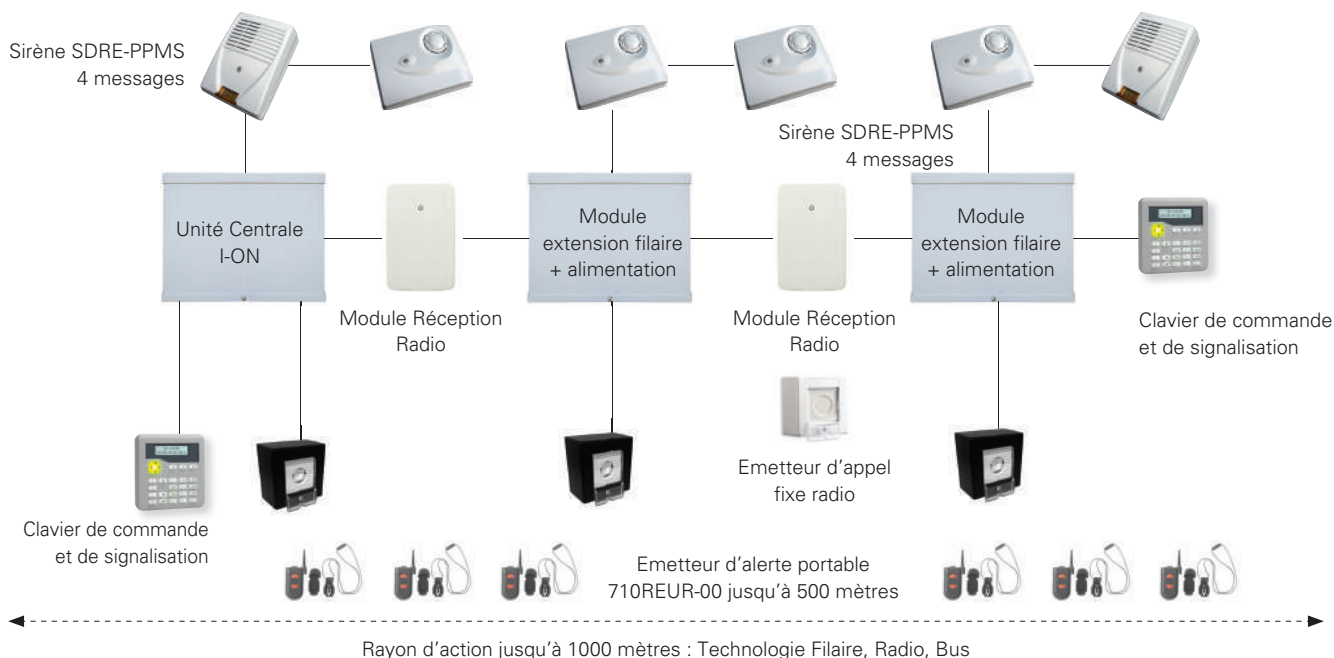 Sirène SDRE-PPMS
4 messages
Sirène SDRE-PPMS
4 messages
Unité Centrale
I-ON
Module
extension filaire
+ alimentation
Module
extension filaire
+ alimentation
Module Réception
Radio
Module Réception
Radio
Clavier de commande
et de signalisation
Emetteur d'appel
fixe radio
Clavier de commande
et de signalisation
Emetteur d'alerte portable
710REUR-00 jusqu'à 500 mètres
Rayon d'action jusqu'à 1000 mètres : Technologie Filaire, Radio, Bus